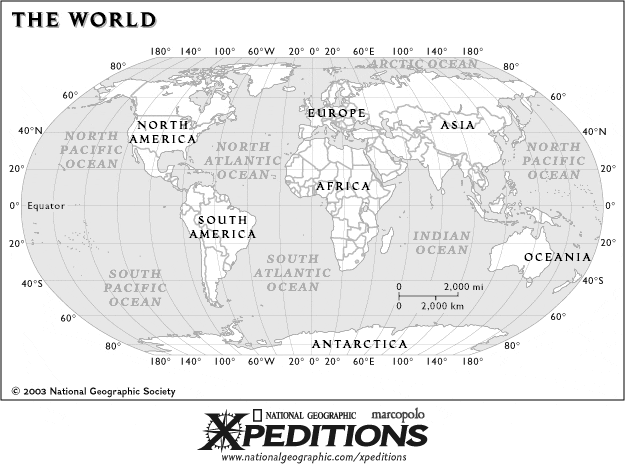 THE WORLD
180° 140° 100° 60°W 20° 0° 20° 60°E 100° 140° 180°
ARCTIC OCEAN
80° 80°
60° 60°
EUROPE
NORTH AMERICA
ASIA
40°N 40°
NORTH PACIFIC OCEAN
NORTH ATLANTIC OCEAN
NORTH PACIFIC OCEAN
20° 20°
AFRICA
0° Equator 0°
SOUTH AMERICA
INDIAN OCEAN
20° 20°
OCEANIA
SOUTH PACIFIC OCEAN
SOUTH ATLANTIC OCEAN
40°S 40°S
0 2,000 mi
0 2,000 km
60° 60°
80° 80°
ANTARCTICA
180° 140° 100° 60°W 20° 0° 20° 60°E 100° 140° 180°
© 2003 National Geographic Society
NATIONAL GEOGRAPHIC marcopolo
XPEDITIONS
www.nationalgeographic.com/xpeditions